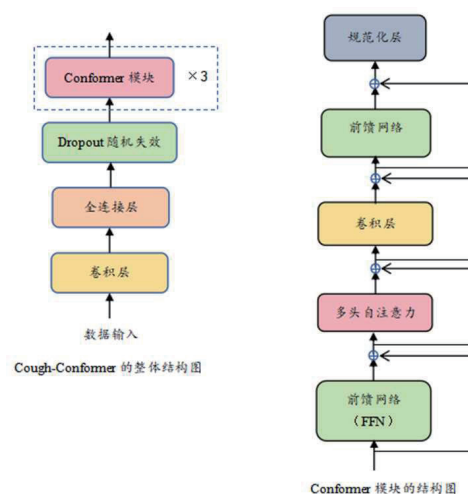 Conformer 模块
×3
Dropout 随机失效
全连接层
卷积层
数据输入
Cough-Conformer 的整体结构图
规范化层
前馈网络
卷积层
多头自注意力
前馈网络
（FFN）
Conformer 模块的结构图